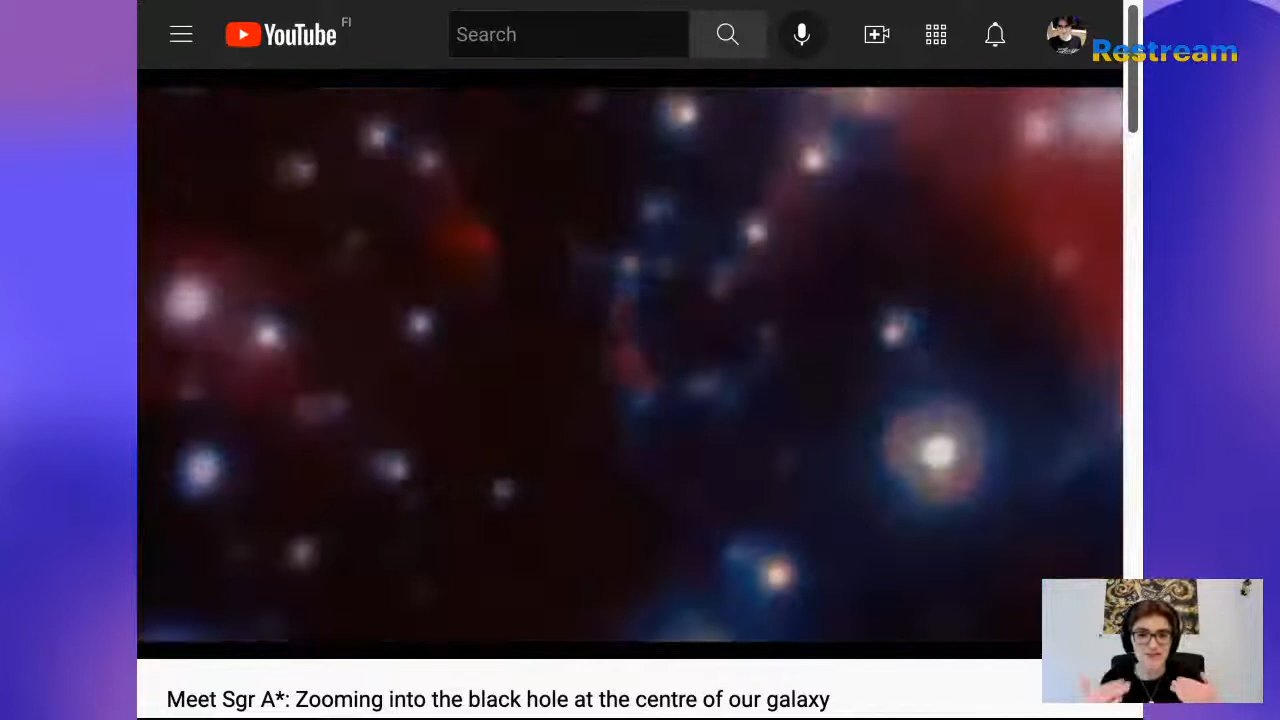 YouTube FI
Search
Restream
Meet Sgr A*: Zooming into the black hole at the centre of our galaxy